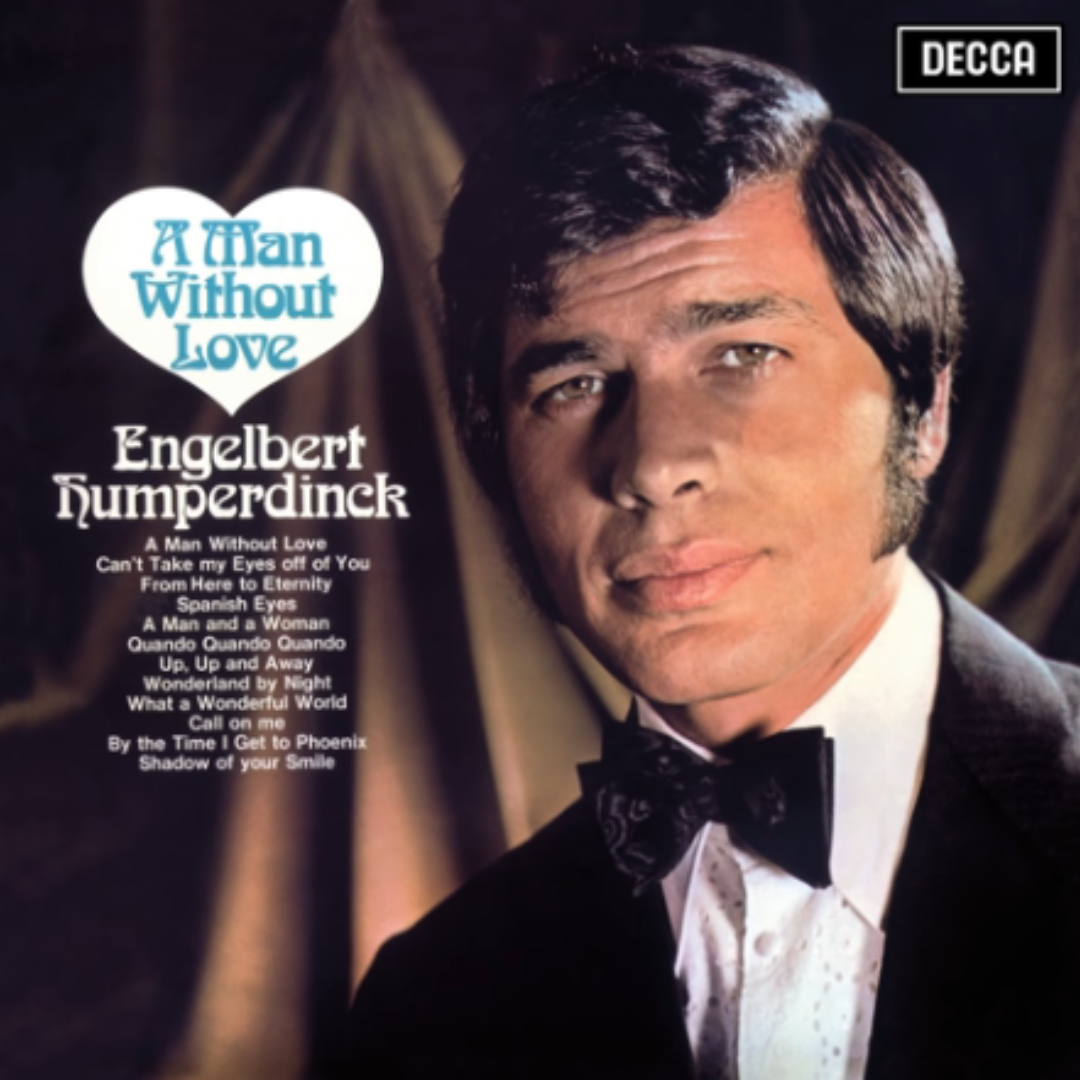 DECCA
A Man
Without
Love
Engelbert
Humperdinck
A Man Without Love
Can't Take my Eyes off of You
From Here to Eternity
Spanish Eyes
A Man and a Woman
Quando Quando Quando
Up, Up and Away
Wonderland by Night
What a Wonderful World
Call on me
By the Time I Get to Phoenix
Shadow of your Smile